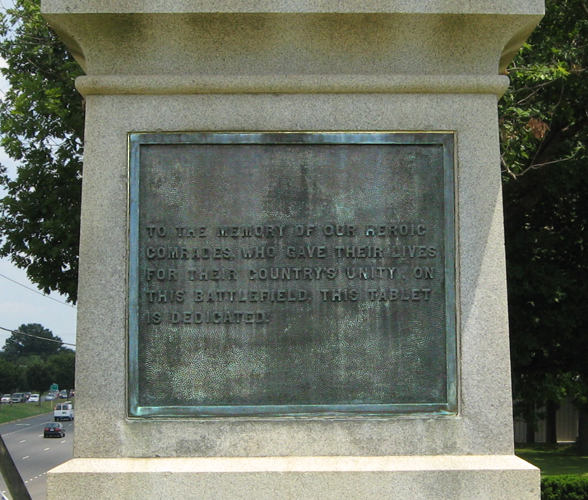 TO THE MEMORY OF OUR HEROIC
COMRADES, WHO GAVE THEIR LIVES
FOR THEIR COUNTRY'S UNITY, ON
THIS BATTLEFIELD, THIS TABLET
IS DEDICATED.